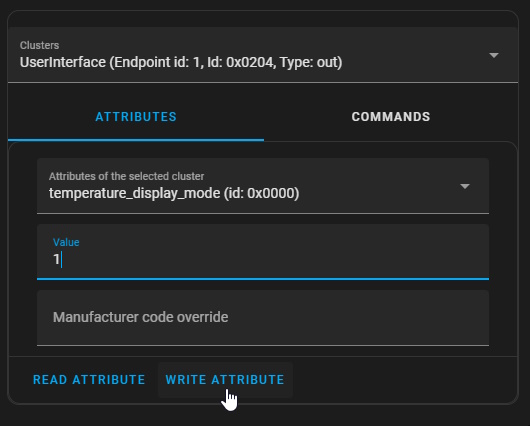 Clusters
UserInterface (Endpoint id: 1, Id: 0x0204, Type: out)
ATTRIBUTES
COMMANDS
Attributes of the selected cluster
temperature_display_mode (id: 0x0000)
Value
1
Manufacturer code override
READ ATTRIBUTE
WRITE ATTRIBUTE